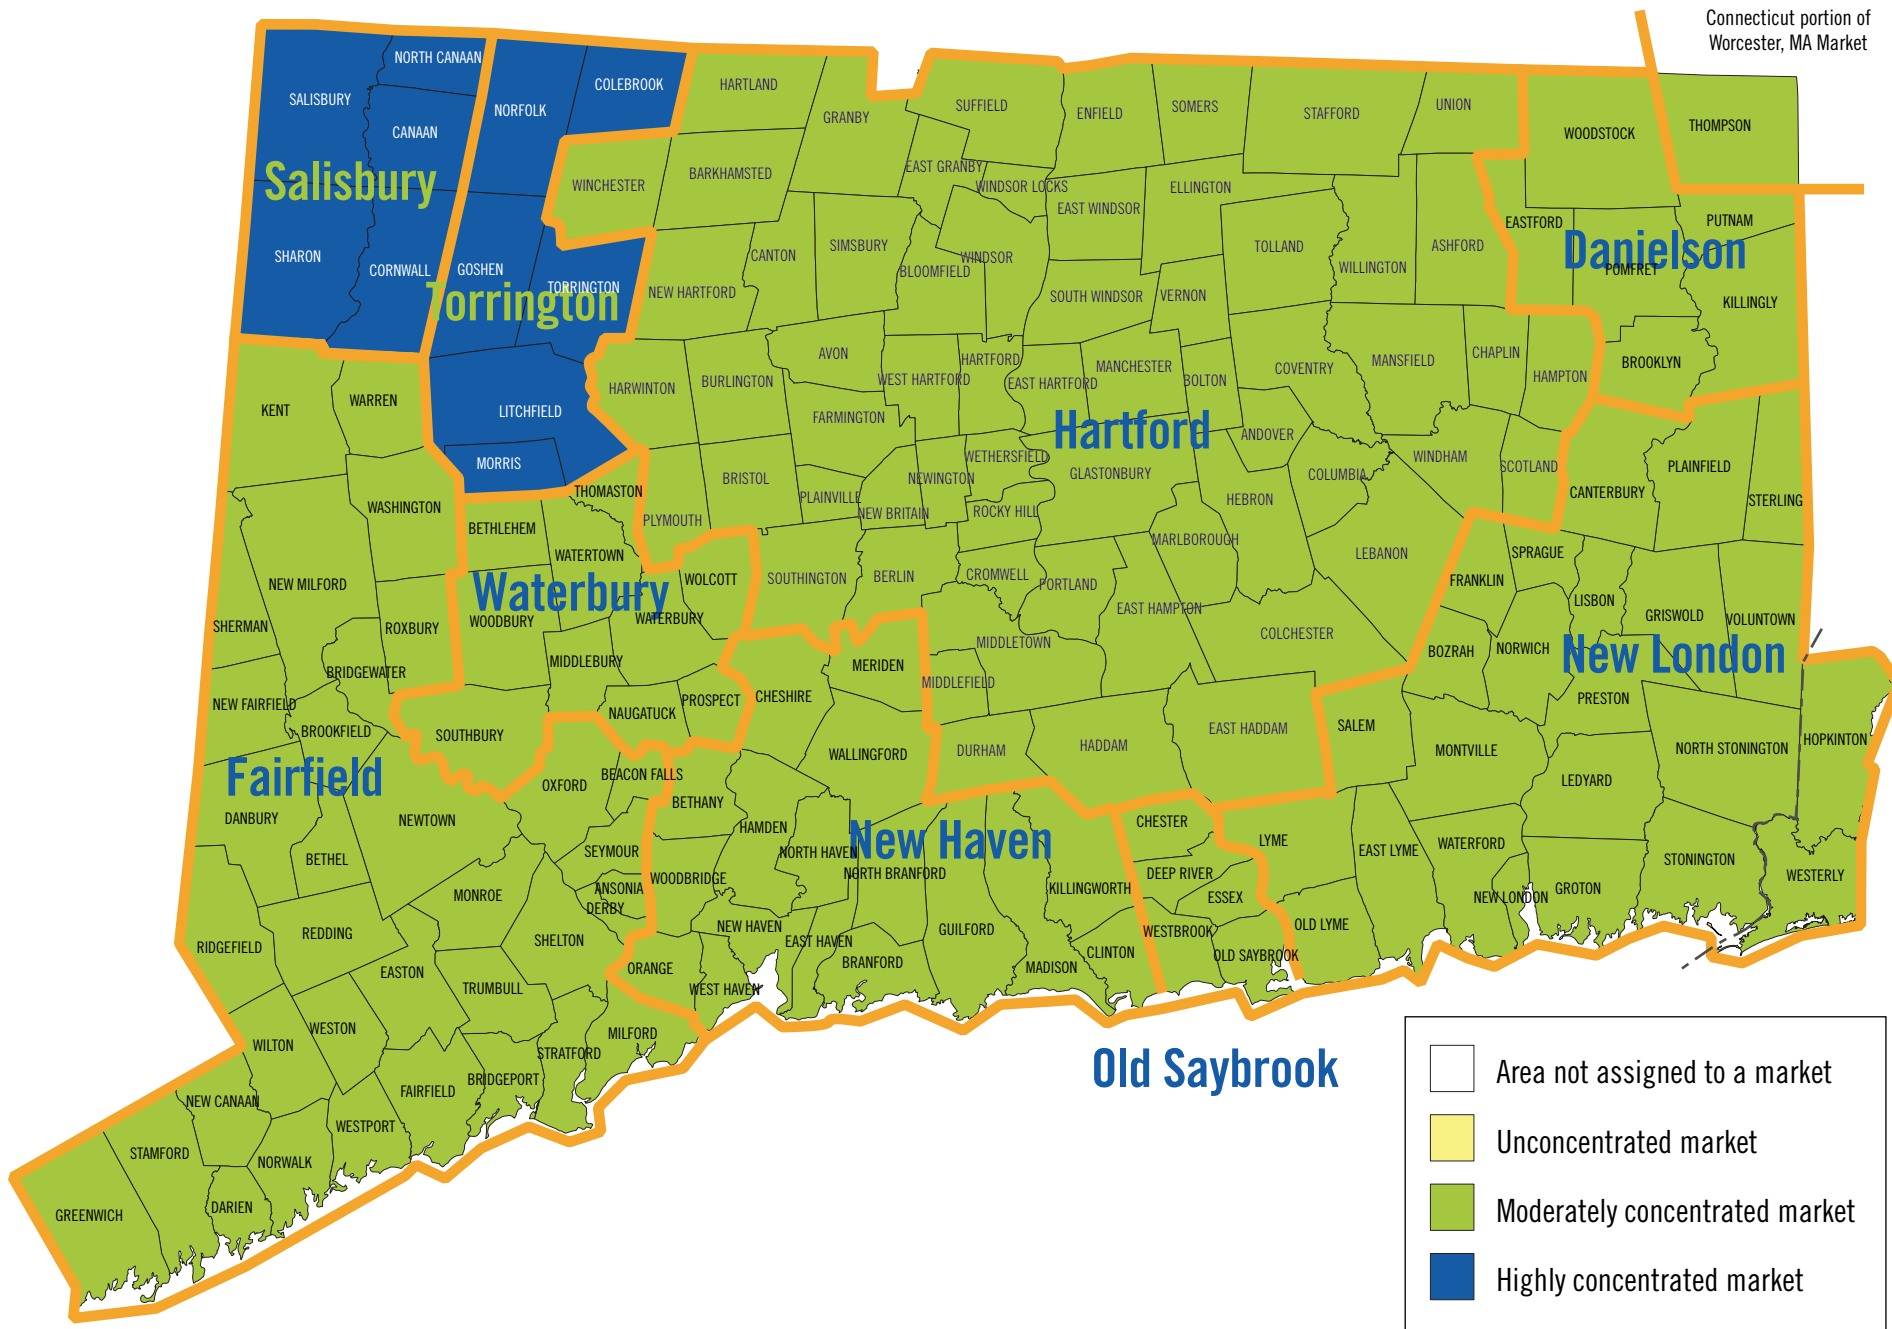 Connecticut portion of
Worcester, MA Market
NORTH CANAAN
SALISBURY
CANAAN
NORFOLK
COLEBROOK
HARTLAND
GRANBY
SUFFIELD
ENFIELD
SOMERS
STAFFORD
UNION
WOODSTOCK
THOMPSON
Salisbury
WINCHESTER
BARKHAMSTED
EAST GRANBY
WINDSOR LOCKS
EAST WINDSOR
ELLINGTON
EASTFORD
PUTNAM
SHARON
CORNWALL
GOSHEN
TORRINGTON
Torrington
NEW HARTFORD
CANTON
SIMSBURY
BLOOMFIELD
WINDSOR
SOUTH WINDSOR
VERNON
TOLLAND
WILLINGTON
ASHFORD
Danielson
POMFRET
KILLINGLY
KENT
WARREN
LITCHFIELD
MORRIS
HARWINTON
BURLINGTON
AVON
WEST HARTFORD
HARTFORD
EAST HARTFORD
MANCHESTER
BOLTON
COVENTRY
MANSFIELD
CHAPLIN
HAMPTON
BROOKLYN
FARMINGTON
Hartford
ANDOVER
WASHINGTON
BETHLEHEM
THOMASTON
PLYMOUTH
BRISTOL
PLAINVILLE
NEW BRITAIN
NEWINGTON
WETHERSFIELD
ROCKY HILL
GLASTONBURY
HEBRON
COLUMBIA
WINDHAM
SCOTLAND
CANTERBURY
PLAINFIELD
STERLING
WATERTOWN
MARLBOROUGH
LEBANON
SPRAGUE
FRANKLIN
NEW MILFORD
Waterbury
WOLCOTT
SOUTHINGTON
BERLIN
CROMWELL
PORTLAND
EAST HAMPTON
LISBON
GRISWOLD
VOLUNTOWN
SHERMAN
ROXBURY
WOODBURY
WATERBURY
COLCHESTER
BRIDGEWATER
MIDDLEBURY
MERIDEN
MIDDLETOWN
BOZRAH
NORWICH
New London
NEW FAIRFIELD
BROOKFIELD
NAUGATUCK
PROSPECT
CHESHIRE
MIDDLEFIELD
PRESTON
SOUTHBURY
WALLINGFORD
DURHAM
HADDAM
EAST HADDAM
SALEM
MONTVILLE
NORTH STONINGTON
HOPKINTON
Fairfield
OXFORD
BEACON FALLS
BETHANY
LEDYARD
DANBURY
NEWTOWN
HAMDEN
NORTH HAVEN
New Haven
CHESTER
LYME
EAST LYME
WATERFORD
BETHEL
SEYMOUR
WOODBRIDGE
NORTH BRANFORD
KILLINGWORTH
DEEP RIVER
STONINGTON
WESTERLY
MONROE
ANSONIA
DERBY
ESSEX
NEW LONDON
GROTON
RIDGEFIELD
REDDING
SHELTON
NEW HAVEN
EAST HAVEN
GUILFORD
WESTBROOK
OLD LYME
EASTON
ORANGE
BRANFORD
MADISON
CLINTON
OLD SAYBROOK
TRUMBULL
WEST HAVEN
WESTON
WILTON
MILFORD
STRATFORD
Old Saybrook
NEW CANAAN
FAIRFIELD
BRIDGEPORT
WESTPORT
STAMFORD
NORWALK
GREENWICH
DARIEN
Area not assigned to a market
Unconcentrated market
Moderately concentrated market
Highly concentrated market